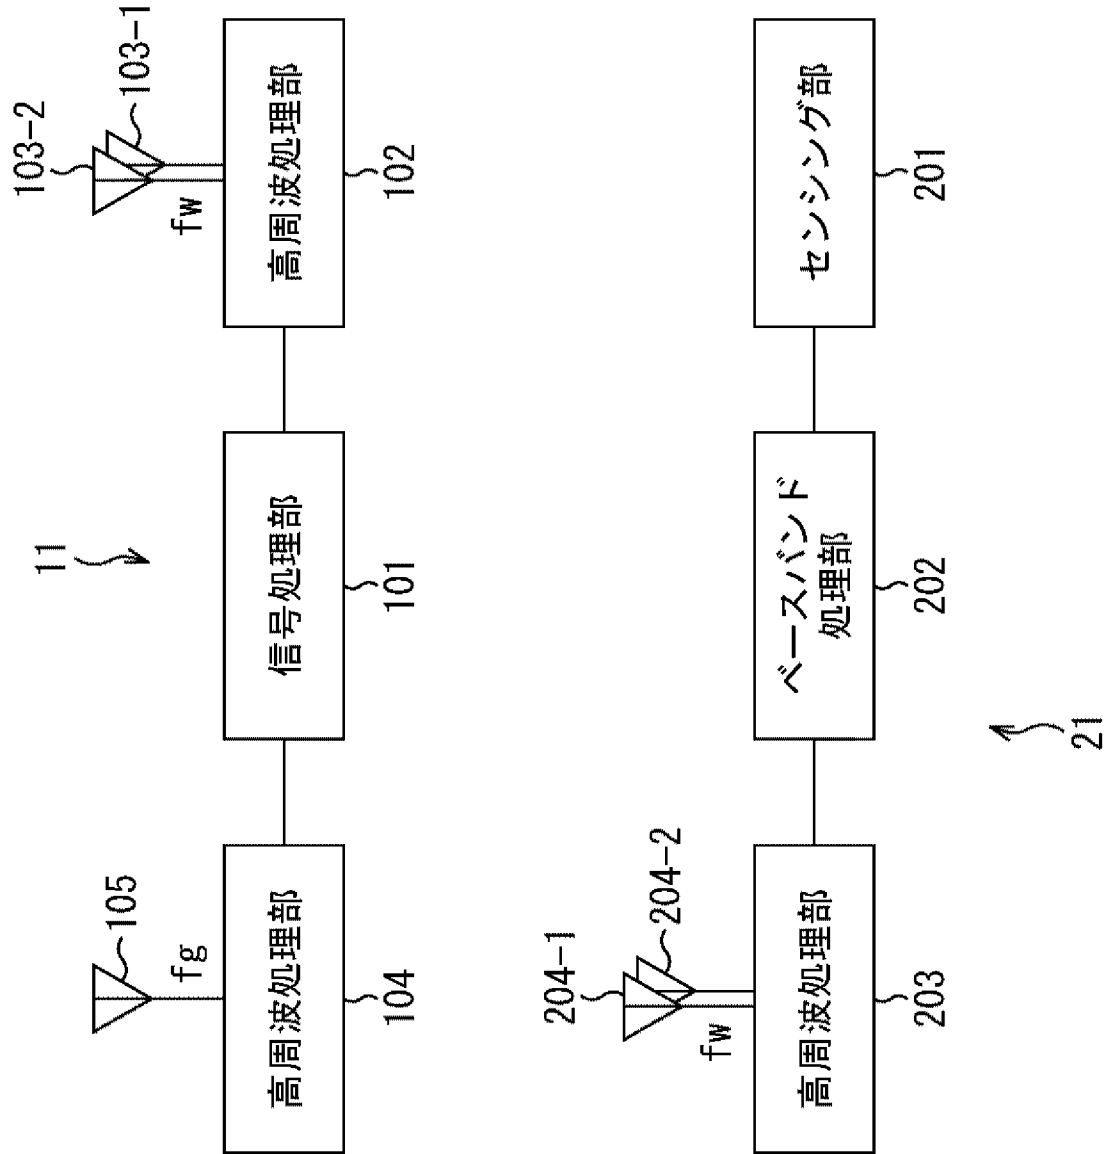 11
105
fg
高周波処理部
104
信号処理部
101
103-2
103-1
fw
高周波処理部
102
204-1
204-2
fw
高周波処理部
203
ベースバンド
処理部
202
センシング部
201
21